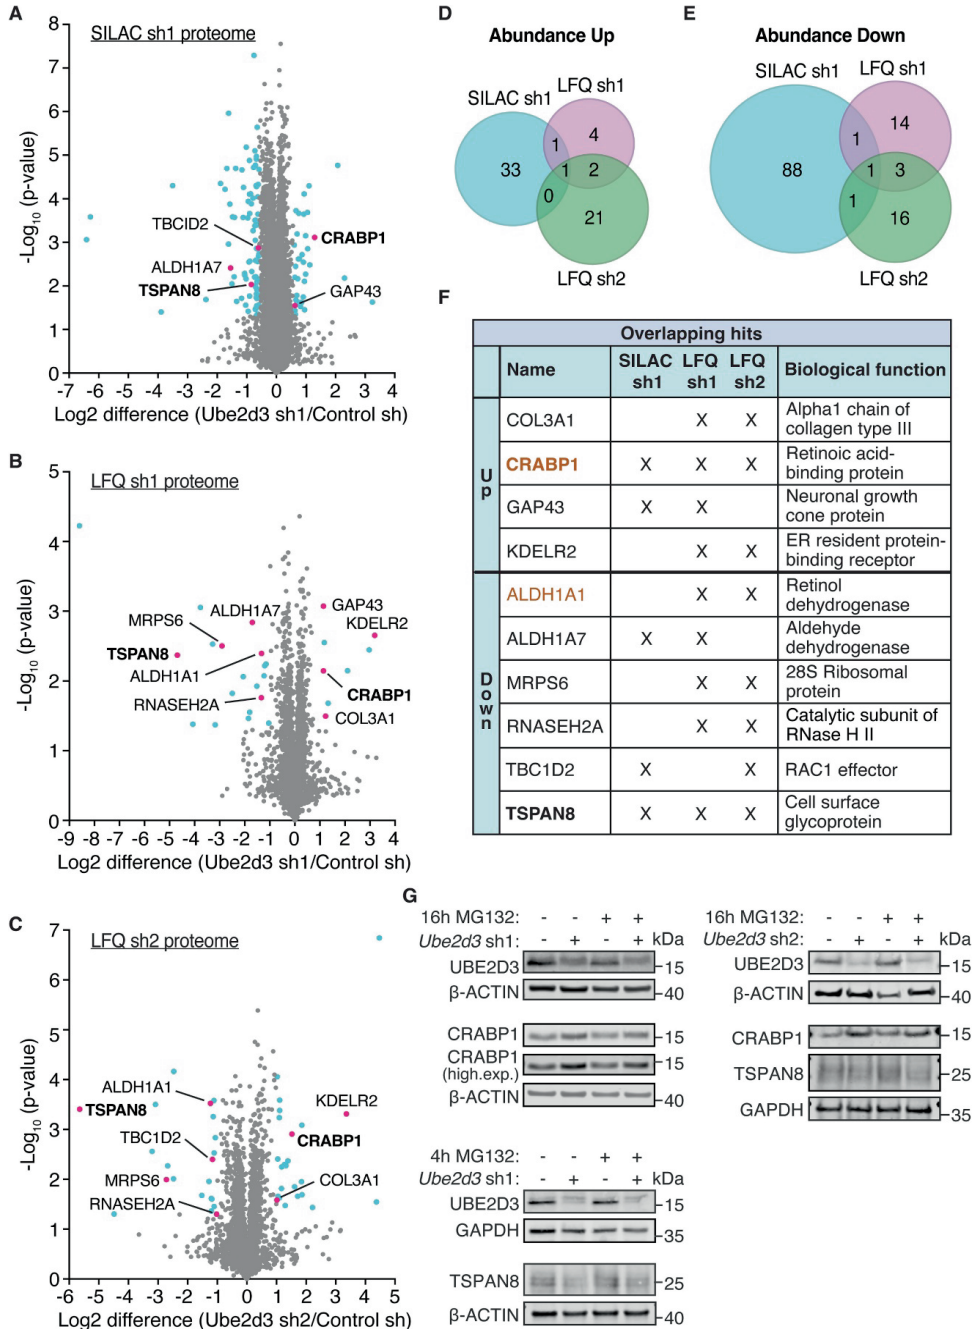 A
SILAC sh1 proteome
-Log10 (p-value)
8
7
6
5
4
3
2
1
0
TBCID2
CRABP1
ALDH1A7
TSPAN8
GAP43
-7 -6 -5 -4 -3 -2 -1 0 1 2 3 4
Log2 difference (Ube2d3 sh1/Control sh)
B
LFQ sh1 proteome
-Log10 (p-value)
5
4
3
2
1
0
ALDH1A7
GAP43
MRPS6
KDELR2
TSPAN8
ALDH1A1
RNASEH2A
CRABP1
COL3A1
-9 -8 -7 -6 -5 -4 -3 -2 -1 0 1 2 3 4
Log2 difference (Ube2d3 sh1/Control sh)
C
LFQ sh2 proteome
-Log10 (p-value)
7
6
5
4
3
2
1
0
ALDH1A1
KDELR2
TSPAN8
TBC1D2
CRABP1
MRPS6
COL3A1
RNASEH2A
-5 -4 -3 -2 -1 0 1 2 3 4 5
Log2 difference (Ube2d3 sh2/Control sh)
D
Abundance Up
SILAC sh1
LFQ sh1
33
1
4
1
2
0
21
LFQ sh2
E
Abundance Down
SILAC sh1
LFQ sh1
88
1
14
1
3
1
16
LFQ sh2
F
Overlapping hits
Name SILAC sh1 LFQ sh1 LFQ sh2 Biological function
Up
COL3A1 X X Alpha1 chain of collagen type III
CRABP1 X X X Retinoic acid-binding protein
GAP43 X X Neuronal growth cone protein
KDELR2 X X ER resident protein-binding receptor
Down
ALDH1A1 X X Retinol dehydrogenase
ALDH1A7 X X Aldehyde dehydrogenase
MRPS6 X X 28S Ribosomal protein
RNASEH2A X X Catalytic subunit of RNase H II
TBC1D2 X X RAC1 effector
TSPAN8 X X X Cell surface glycoprotein
G
16h MG132: - - + +
Ube2d3 sh1: - + - + kDa
UBE2D3 15
β-ACTIN 40
CRABP1 15
CRABP1 (high.exp.) 15
β-ACTIN 40
16h MG132: - - + +
Ube2d3 sh2: - + - + kDa
UBE2D3 15
β-ACTIN 40
CRABP1 15
TSPAN8 25
GAPDH 35
4h MG132: - - + +
Ube2d3 sh1: - + - + kDa
UBE2D3 15
GAPDH 35
TSPAN8 25
β-ACTIN 40